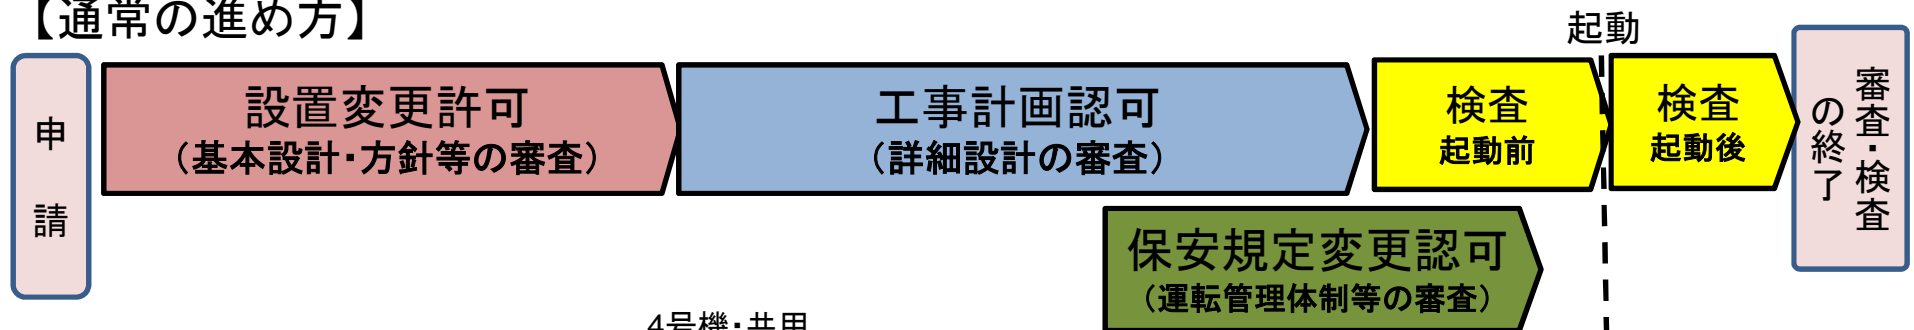 【通常の進め方】
起動
申請
設置変更許可
（基本設計・方針等の審査）
工事計画認可
（詳細設計の審査）
検査
起動前
検査
起動後
審査・検査
の終了
保安規定変更認可
（運転管理体制等の審査）
4号機・共用